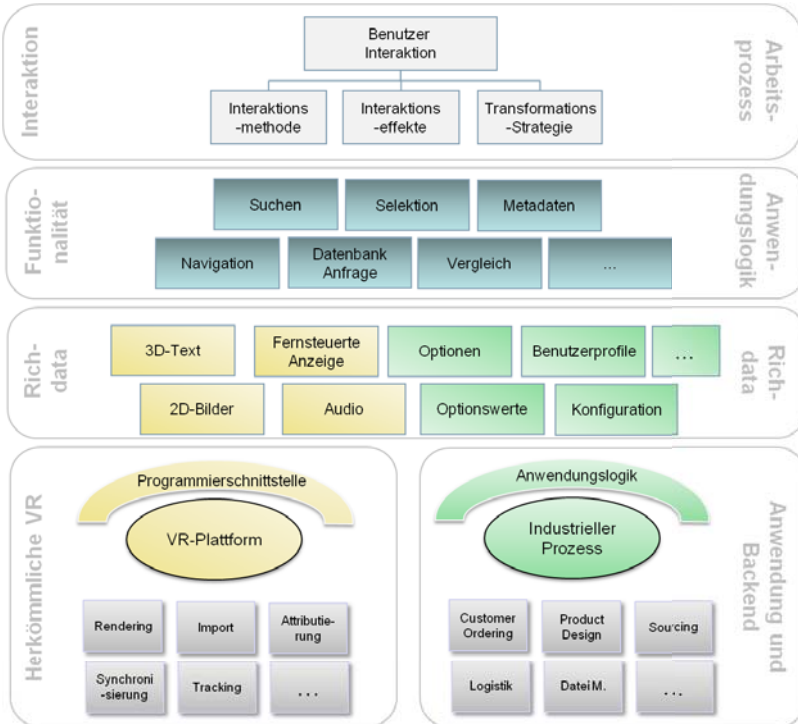 Interaktion
Benutzer
Interaktion
Interaktions
-methode
Interaktions
-effekte
Transformations
-Strategie
Arbeits-
prozess
Funktio-
nalität
Suchen
Selektion
Metadaten
Navigation
Datenbank
Anfrage
Vergleich
...
Anwen-
dungslogik
Rich-
data
3D-Text
Fernsteuerte
Anzeige
Optionen
Benutzerprofile
...
2D-Bilder
Audio
Optionswerte
Konfiguration
Rich-
data
Herkömmliche VR
Programmierschnittstelle
VR-Plattform
Rendering
Import
Attributie-
rung
Synchroni
-sierung
Tracking
...
Anwendungslogik
Industrieller
Prozess
Customer
Ordering
Product
Design
Sourcing
Logistik
Datei M.
...
Anwendung und
Backend